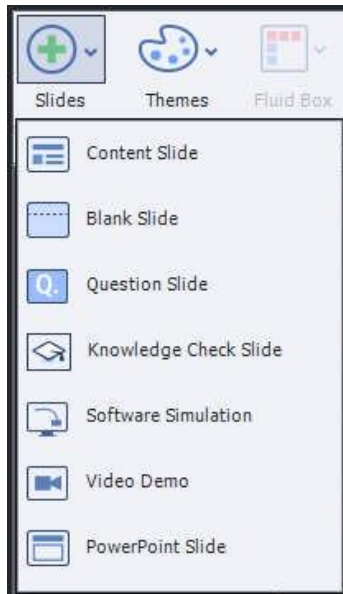 Slides Themes Fluid Box
Content Slide
Blank Slide
Q. Question Slide
Knowledge Check Slide
Software Simulation
Video Demo
PowerPoint Slide